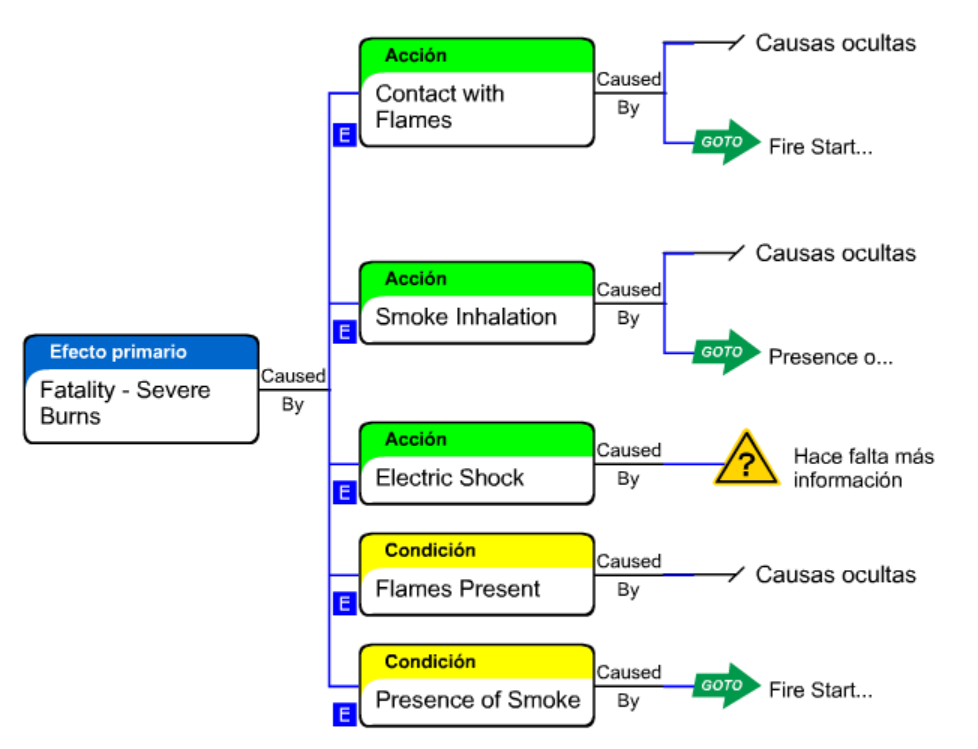 Acción
Contact with
Flames
E
Caused
By
Causas ocultas
GOTO
Fire Start...
Acción
Smoke Inhalation
E
Caused
By
Causas ocultas
GOTO
Presence o...
Efecto primario
Fatality - Severe
Burns
Caused
By
Acción
Electric Shock
E
Caused
By
?
Hace falta más
información
Condición
Flames Present
E
Caused
By
Causas ocultas
Condición
Presence of Smoke
E
Caused
By
GOTO
Fire Start...